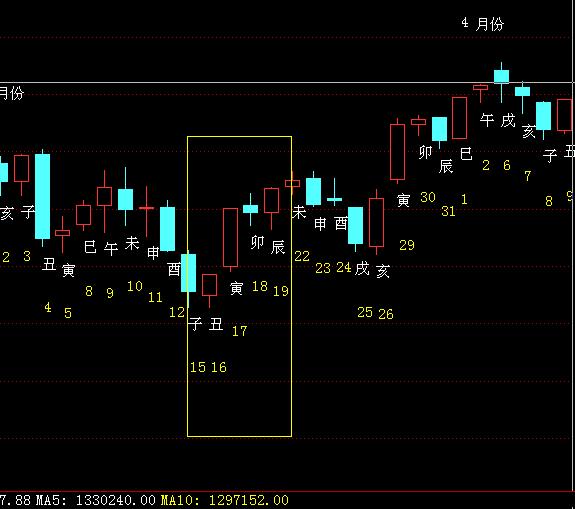 4 月份
月份
午 戌
亥
卯 辰 巳 2 6 子 丑
7
亥 子 丑 寅 巳 午 未 申 酉 寅 30 31 1 8 9
未 申 酉
卯 辰 戌 亥 29
2 3 8 9 10 11 22 23 24
寅 18 19
4 5 12 25 26
子 丑 17
15 16
7.88 MA5: 1330240.00 MA10: 1297152.00